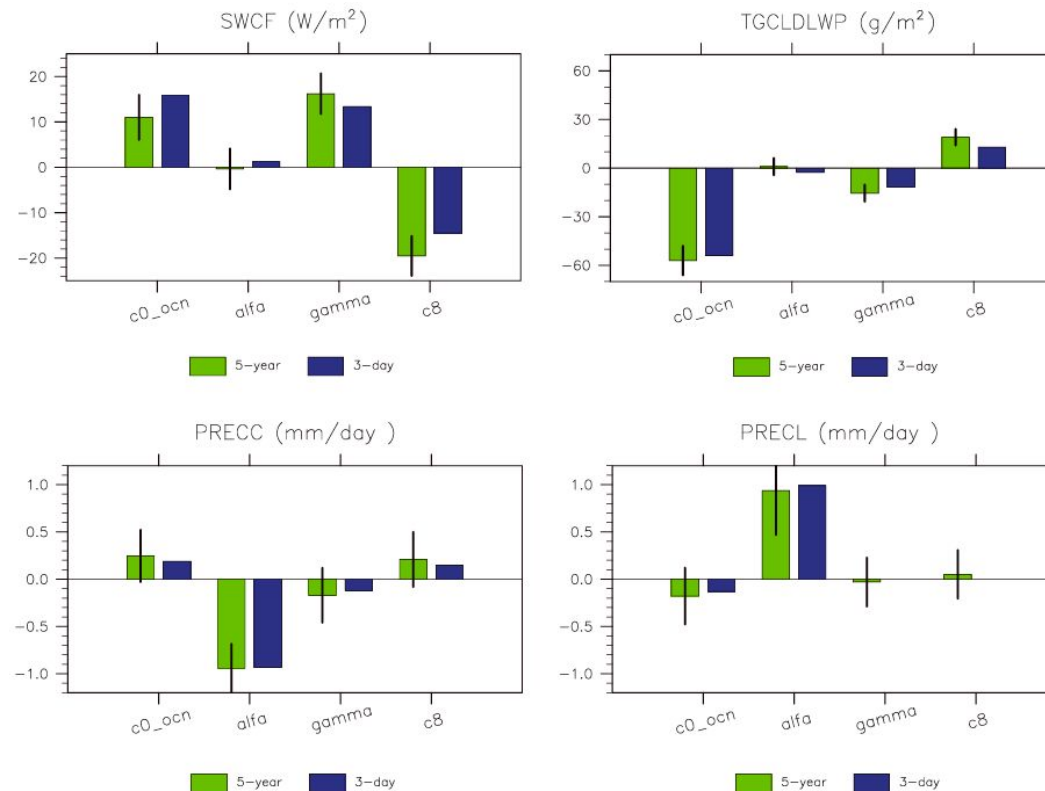 SWCF (W/m²)
20
10
0
−10
−20
c0_ocn
alfa
gamma
c8
5−year
3−day
TGCLDLWP (g/m²)
60
30
0
−30
−60
c0_ocn
alfa
gamma
c8
5−year
3−day
PRECC (mm/day )
1.0
0.5
0.0
−0.5
−1.0
c0_ocn
alfa
gamma
c8
5−year
3−day
PRECL (mm/day )
1.0
0.5
0.0
−0.5
−1.0
c0_ocn
alfa
gamma
c8
5−year
3−day